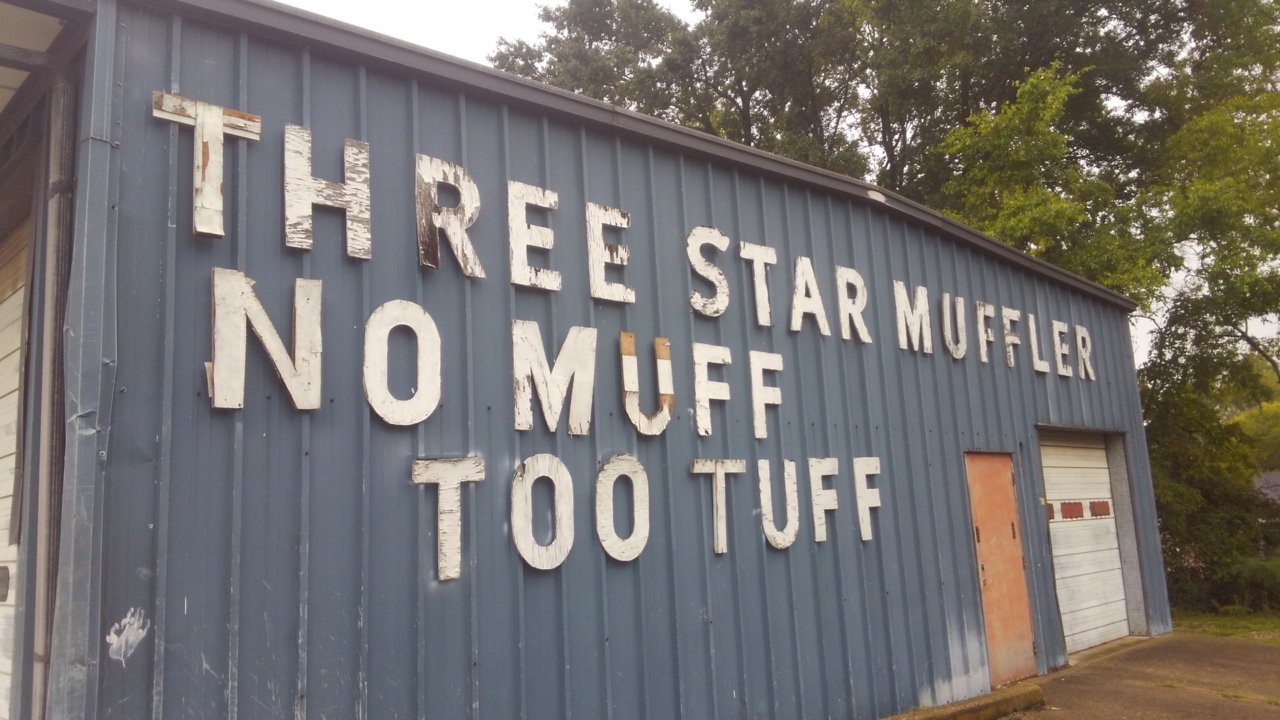 THREE STAR MUFFLER
NO MUFF
TOO TUFF